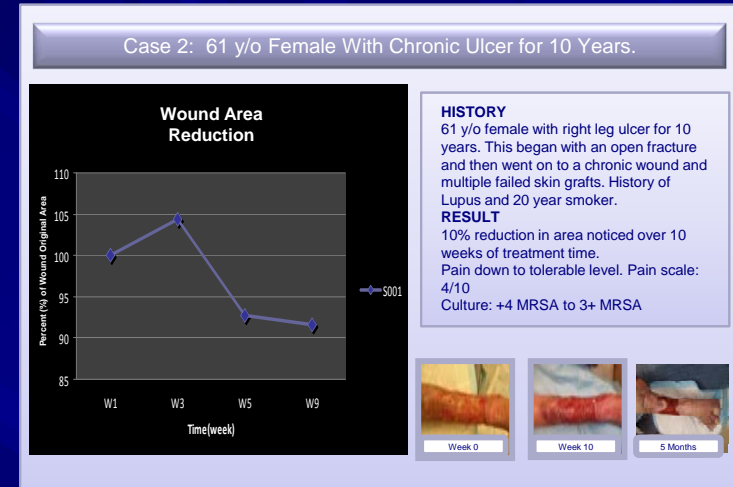 Case 2: 61 y/o Female With Chronic Ulcer for 10 Years.
Wound Area
Reduction
Percent (%) of Wound Original Area
110
105
100
95
90
85
W1 W3 W5 W9
Time(week)
S001
HISTORY
61 y/o female with right leg ulcer for 10
years. This began with an open fracture
and then went on to a chronic wound and
multiple failed skin grafts. History of
Lupus and 20 year smoker.
RESULT
10% reduction in area noticed over 10
weeks of treatment time.
Pain down to tolerable level. Pain scale:
4/10
Culture: +4 MRSA to 3+ MRSA
Week 0
Week 10
5 Months